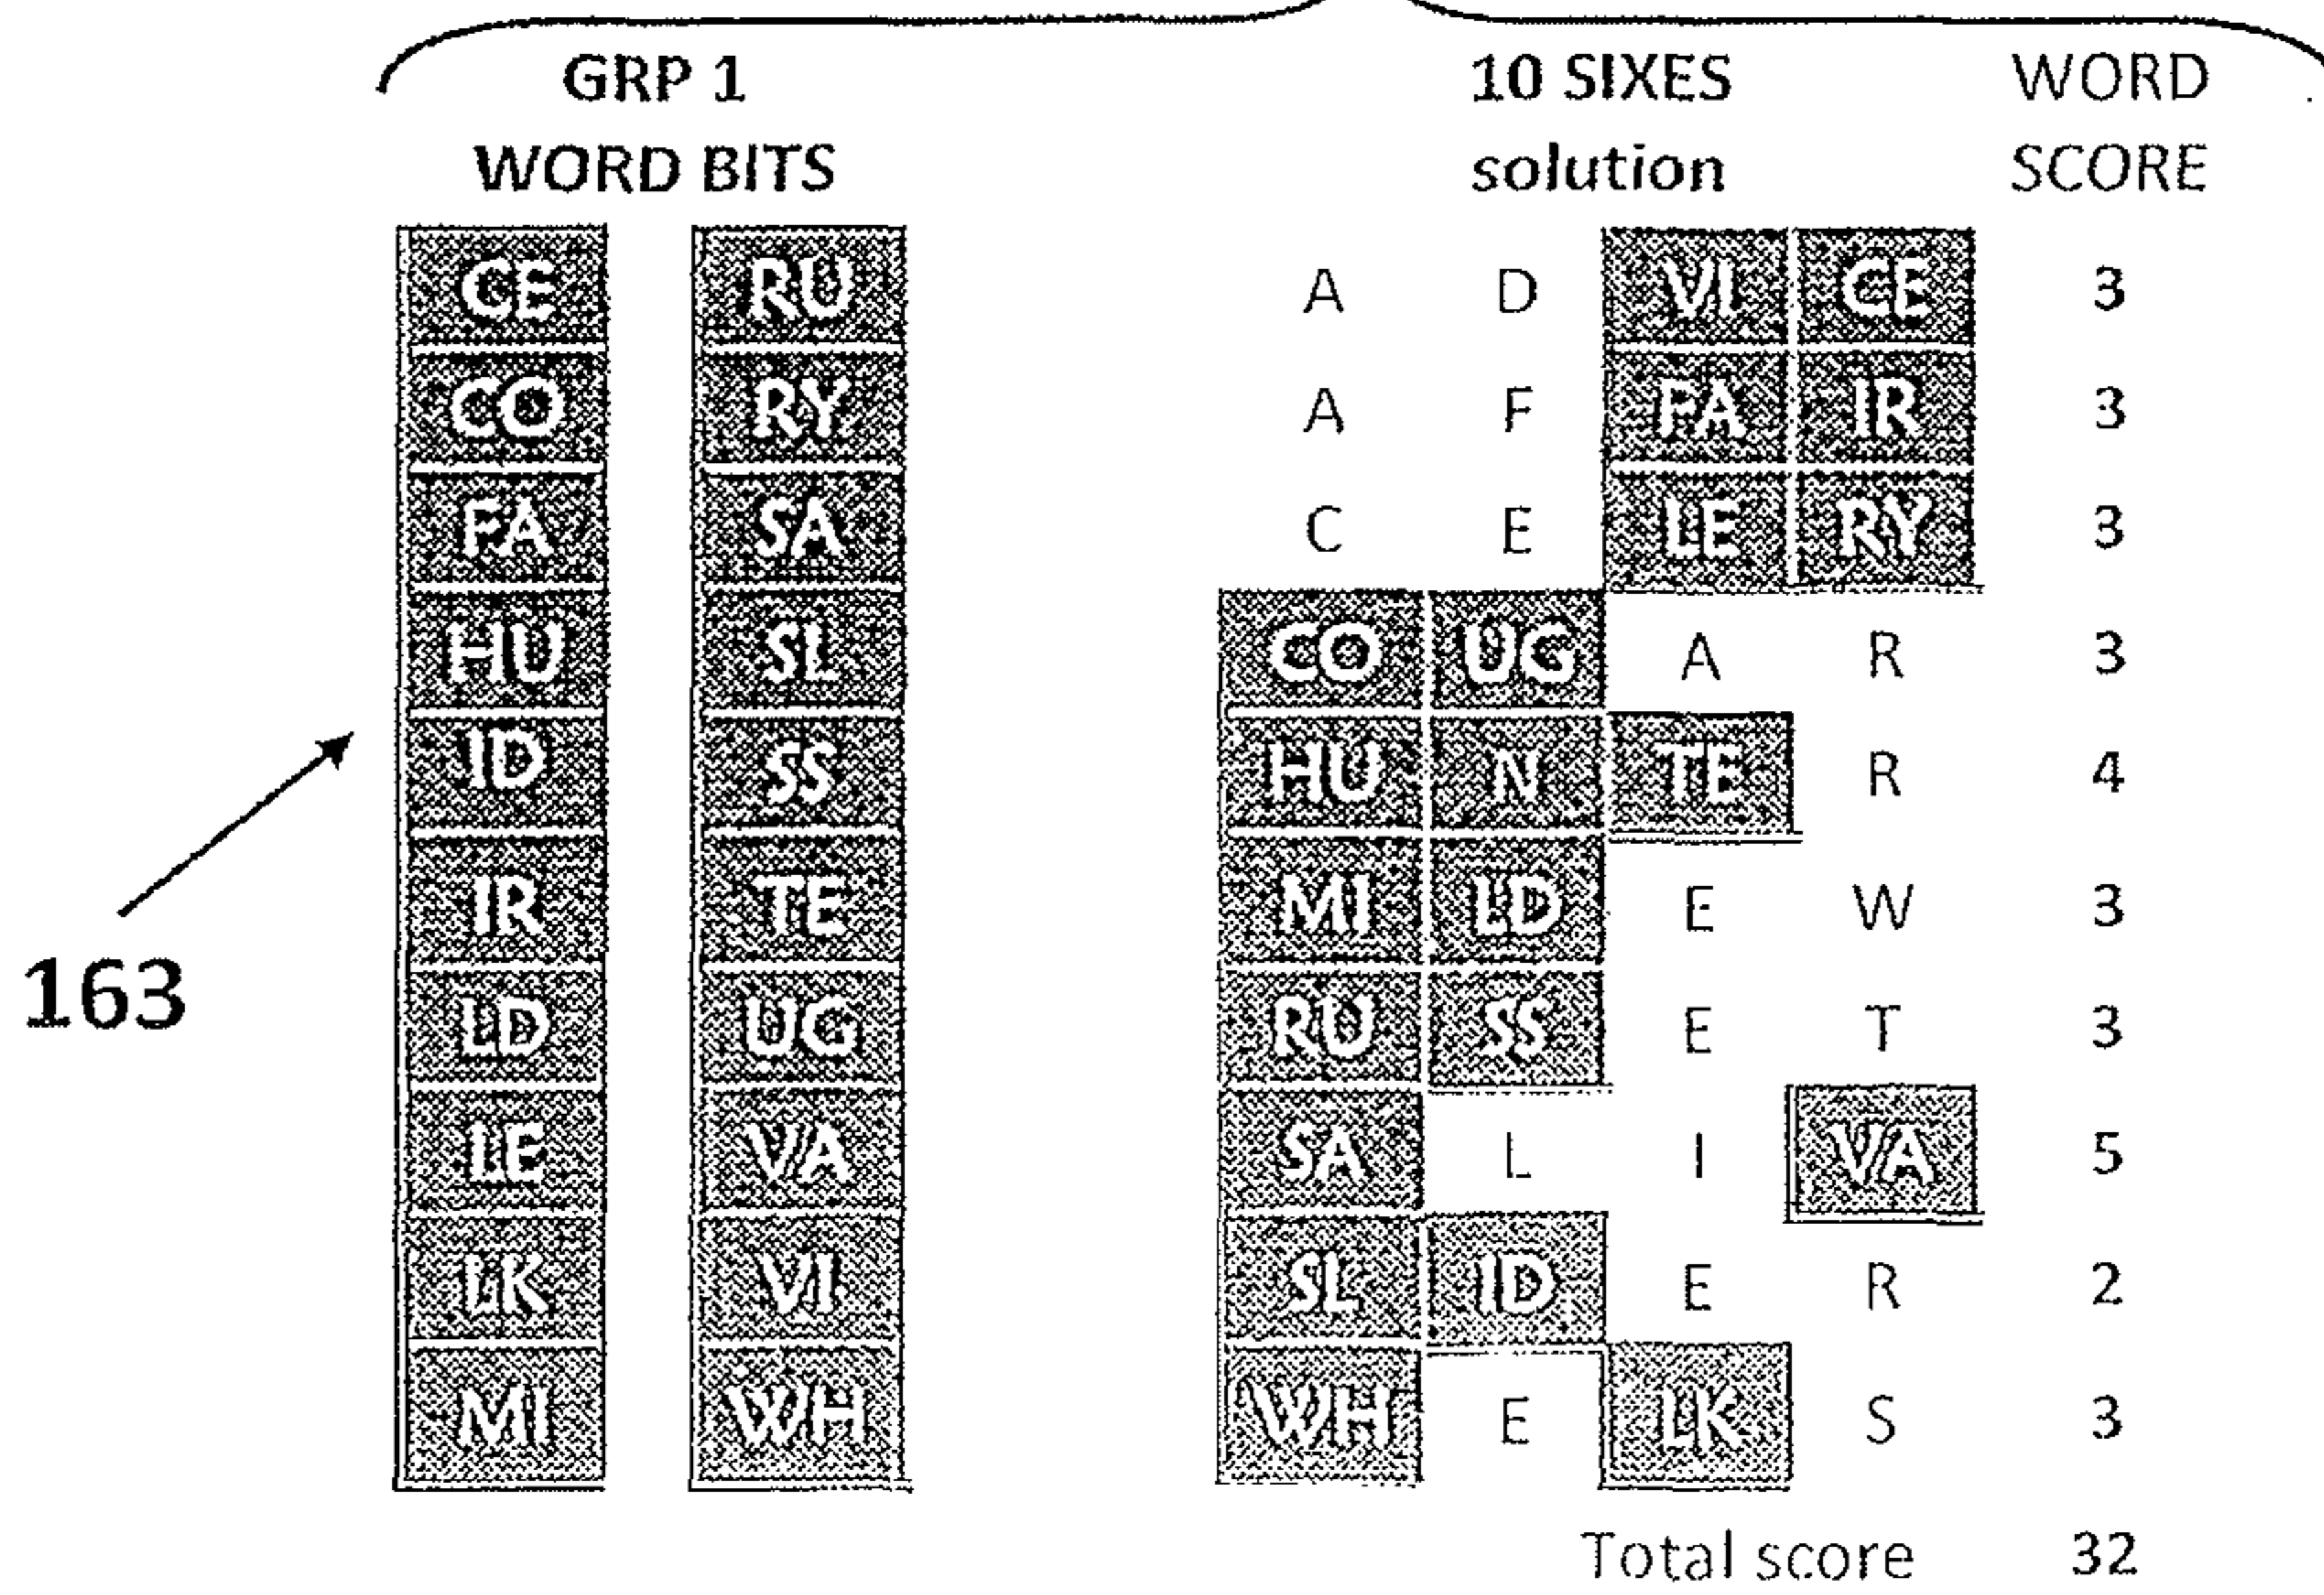 GRP 1 10 SIXES WORD
WORD BITS solution SCORE
CE RU A D VI CE 3
CO RY A F FA IR 3
FA SA C E LE RY 3
HU SL CO UG A R 3
ID SS HU N TE R 4
IR TE MI LD E W 3
163
LD UG RU SS E T 3
LE VA SA L I VA 5
LK VI SL ID E R 2
MI WH WH E LK S 3
Total score 32